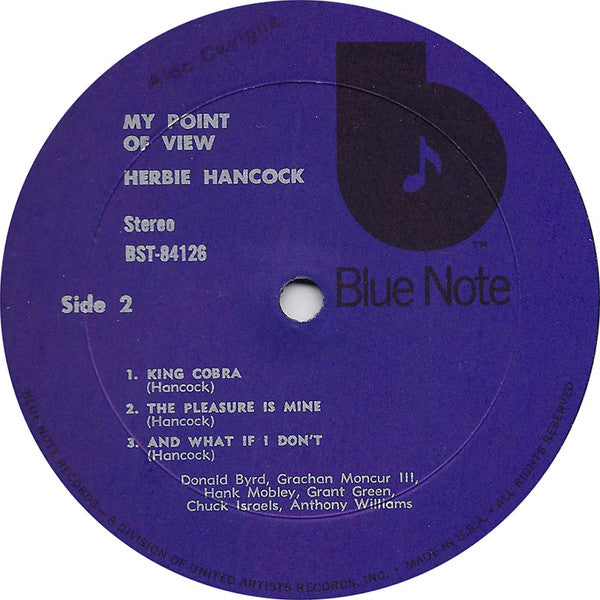 MY POINT
OF VIEW
HERBIE HANCOCK
Stereo
BST-84126
Side 2
b
TM
Blue Note
1. KING COBRA
(Hancock)
2. THE PLEASURE IS MINE
(Hancock)
3. AND WHAT IF I DON'T
(Hancock)
Donald Byrd, Grachan Moncur III,
Hank Mobley, Grant Green,
Chuck Israels, Anthony Williams
BLUE NOTE RECORDS—A DIVISION OF UNITED ARTISTS RECORDS, INC. • MADE IN U.S.A. • ALL RIGHTS RESERVED